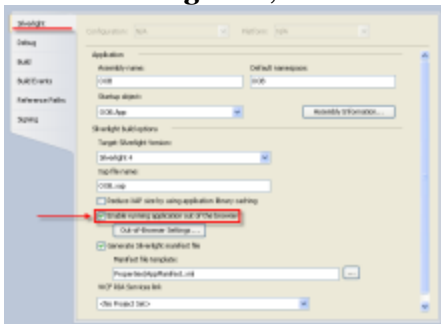 Silverlight
Debug
Build
Build Events
Reference Paths
Signing
Configuration: N/A
Platform: N/A
Application
Assembly name:
Default namespace:
OOB
OOB
Startup object:
OOB.App
Assembly Information...
Silverlight build options
Target Silverlight Version:
Silverlight 4
Xap file name:
OOB.xap
Reduce XAP size by using application library caching
Enable running application out of the browser
Out-of-Browser Settings...
Generate Silverlight manifest file
Manifest file template:
Properties\AppManifest.xml
...
WCF RIA Services link
<No Project Set>